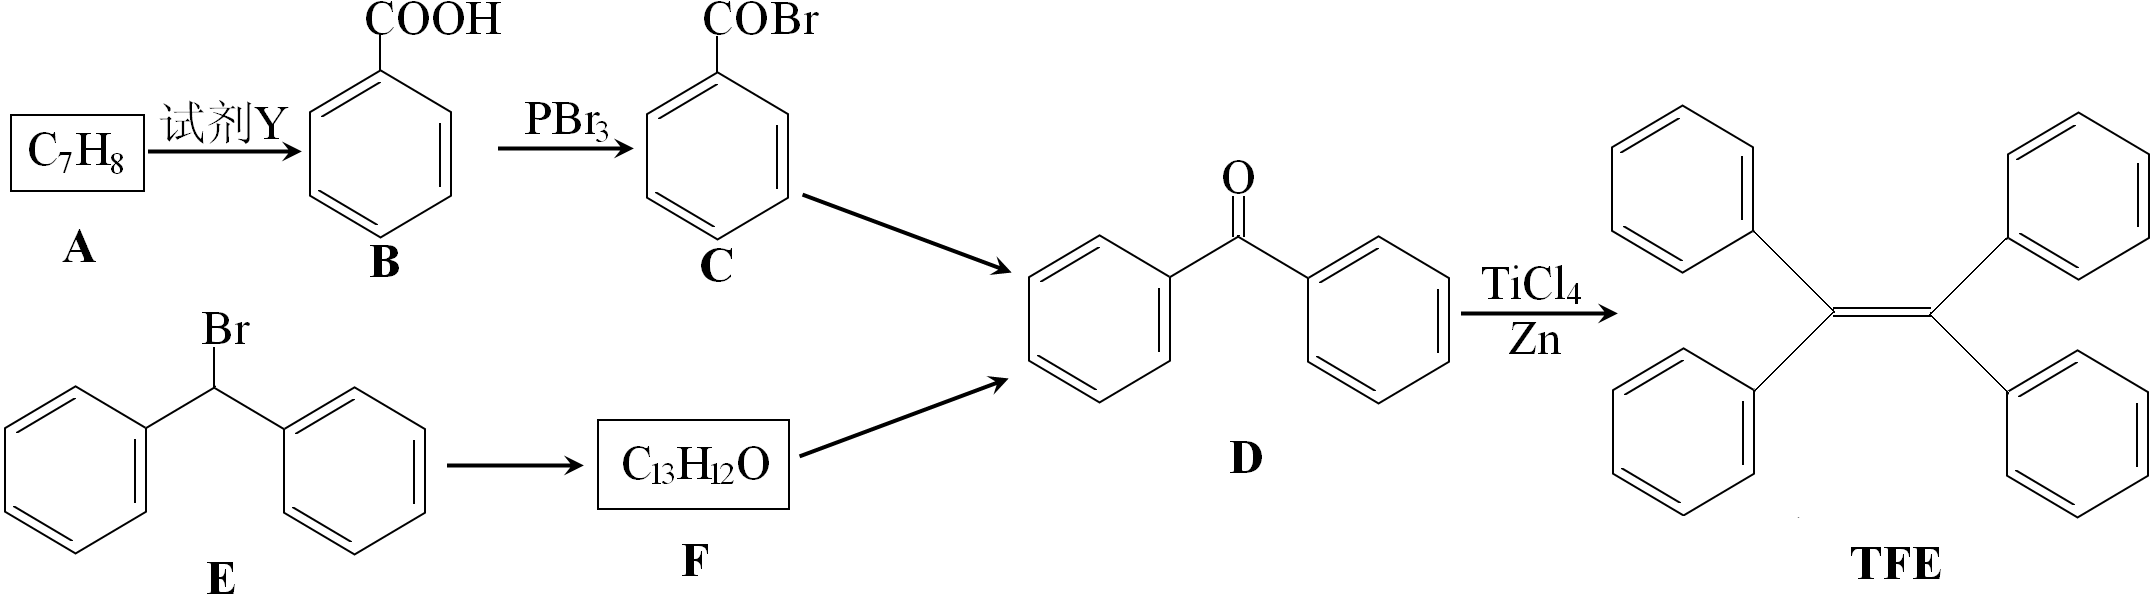 COOH
COBr
试剂Y
PBr₃
C₇H₈
A
B
C
O
TiCl₄
Zn
Br
C₁₃H₁₂O
D
E
F
TFE